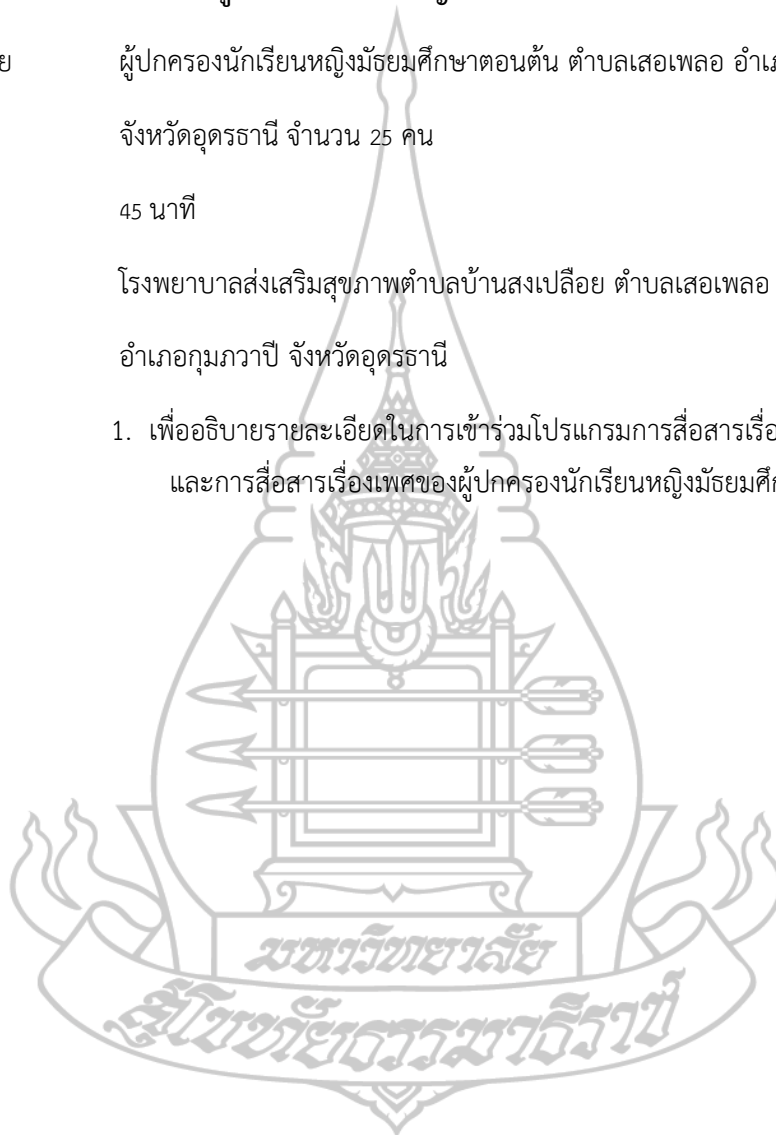 ย ผู้ปกครองนักเรียนหญิงมัธยมศึกษาตอนต้น ตำบลเสอเพลอ อำเภ
จังหวัดอุดรธานี จำนวน 25 คน
45 นาที
โรงพยาบาลส่งเสริมสุขภาพตำบลบ้านสงเปลือย ตำบลเสอเพลอ
อำเภอกุมภวาปี จังหวัดอุดรธานี
1. เพื่ออธิบายรายละเอียดในการเข้าร่วมโปรแกรมการสื่อสารเรื่อ
และการสื่อสารเรื่องเพศของผู้ปกครองนักเรียนหญิงมัธยมศึก
มหาวิทยาลัย
สุโขทัยธรรมาธิราช